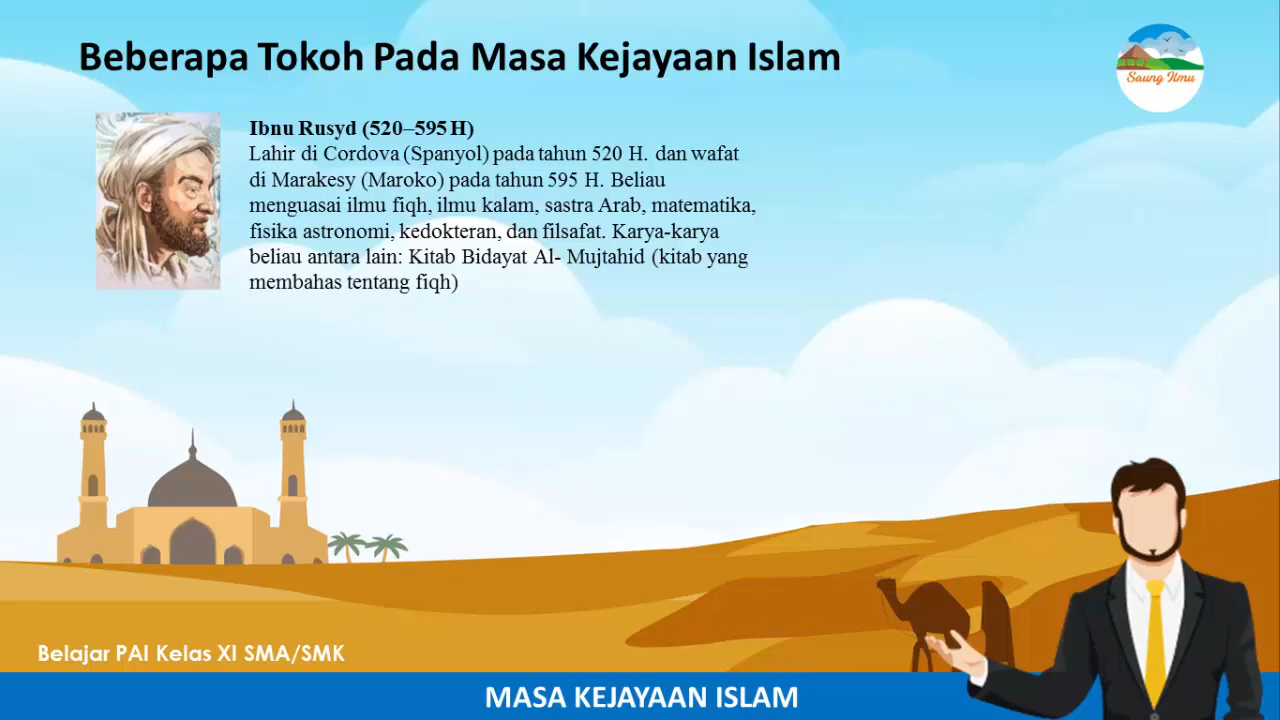 Beberapa Tokoh Pada Masa Kejayaan Islam
Saung Ilmu
Ibnu Rusyd (520–595 H)
Lahir di Cordova (Spanyol) pada tahun 520 H. dan wafat
di Marakesy (Maroko) pada tahun 595 H. Beliau
menguasai ilmu fiqh, ilmu kalam, sastra Arab, matematika,
fisika astronomi, kedokteran, dan filsafat. Karya-karya
beliau antara lain: Kitab Bidayat Al- Mujtahid (kitab yang
membahas tentang fiqh)
Belajar PAI Kelas XI SMA/SMK
MASA KEJAYAAN ISLAM